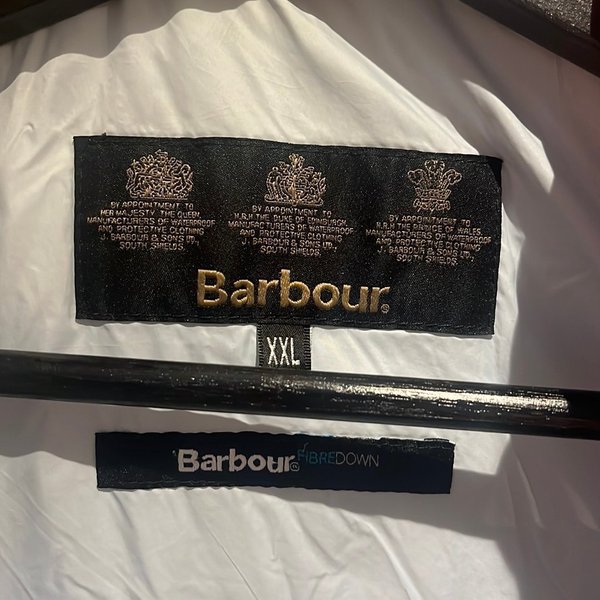 BY APPOINTMENT TO
HER MAJESTY THE QUEEN
MANUFACTURERS OF WATERPROOF
AND PROTECTIVE CLOTHING
J. BARBOUR & SONS LTD.
SOUTH SHIELDS
BY APPOINTMENT TO
H.R.H THE DUKE OF EDINBURGH
MANUFACTURERS OF WATERPROOF
& PROTECTIVE CLOTHING
J. BARBOUR & SONS LTD.
SOUTH SHIELDS
BY APPOINTMENT TO
H.R.H THE PRINCE OF WALES
MANUFACTURERS OF WATERPROOF
AND PROTECTIVE CLOTHING
J. BARBOUR & SONS LTD.
SOUTH SHIELDS
Barbour®
XXL
Barbour® FIBREDOWN